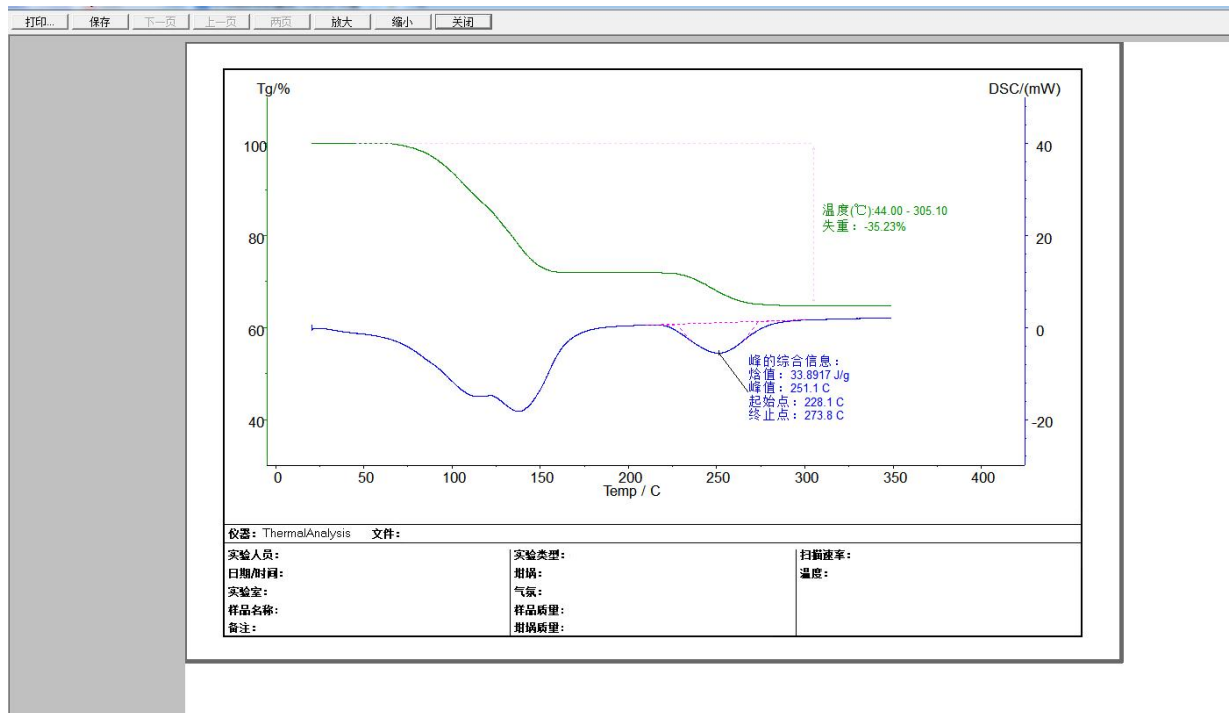 打印... 保存 下一页 上一页 两页 放大 缩小 关闭
Tg/% DSC/(mW)
100 40
温度(℃):44.00 - 305.10
失重：-35.23%
80 20
60 0
峰的综合信息：
焓值：33.8917 J/g
峰值：251.1 C
起始点：228.1 C
终止点：273.8 C
40 -20
0 50 100 150 200 250 300 350 400
Temp / C
仪器：ThermalAnalysis 文件：
实验人员： 实验类型： 扫描速率：
日期/时间： 坩埚： 温度：
实验室： 气氛：
样品名称： 样品质量：
备注： 坩埚质量：